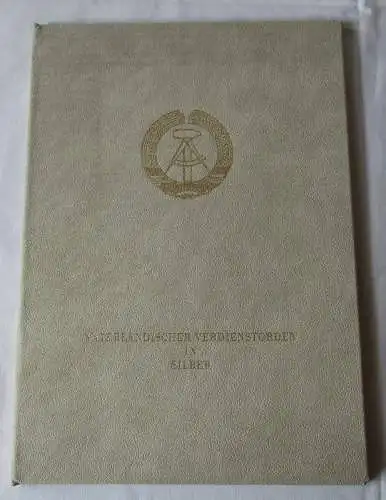 VATERLÄNDISCHER VERDIENSTORDEN
IN
SILBER